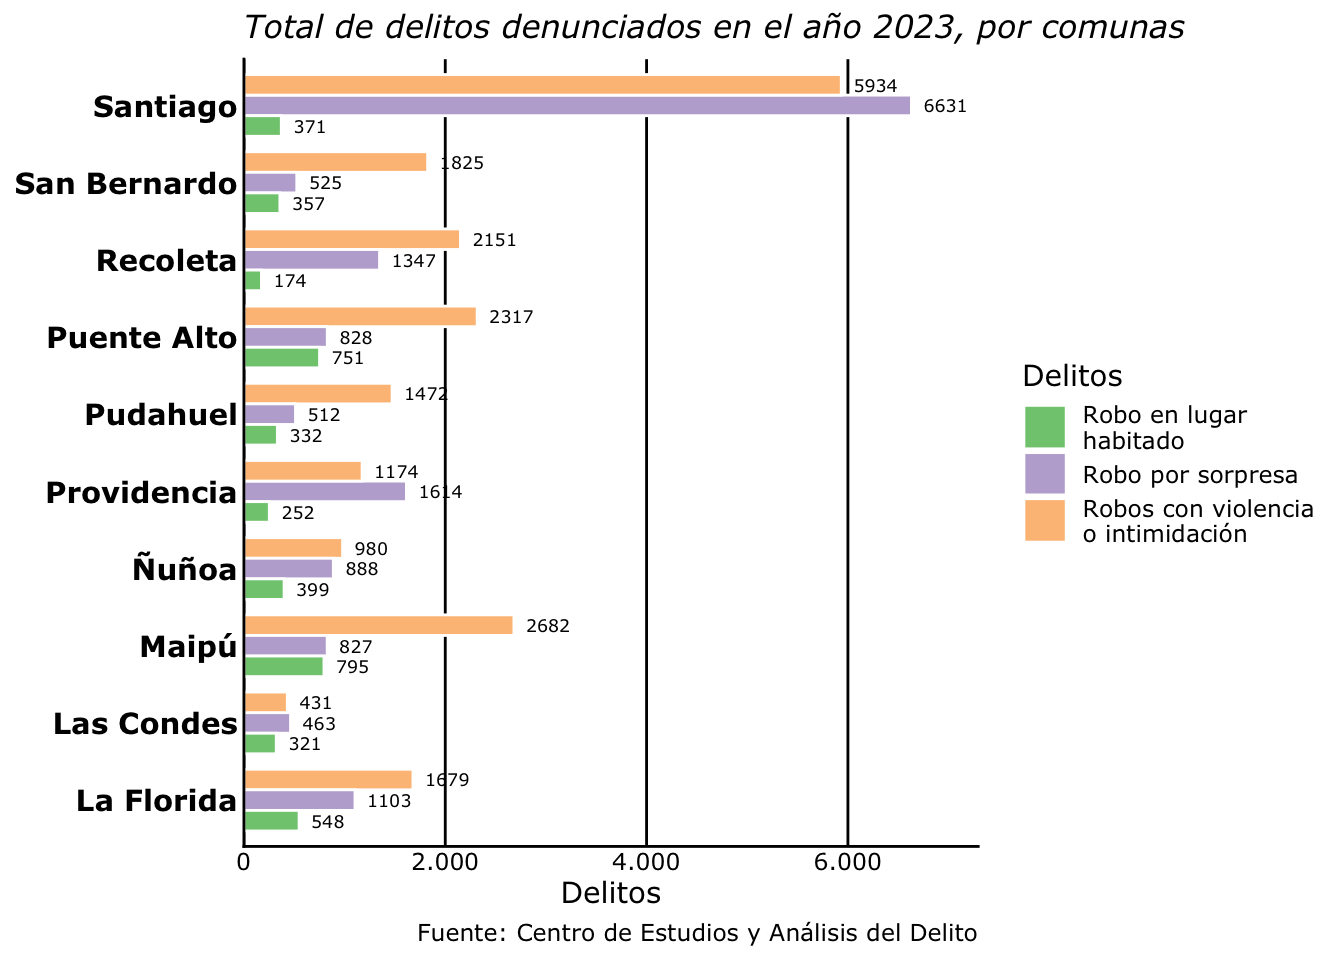 Total de delitos denunciados en el año 2023, por comunas
Santiago
5934
6631
371
San Bernardo
1825
525
357
Recoleta
2151
1347
174
Puente Alto
2317
828
751
Pudahuel
1472
512
332
Providencia
1174
1614
252
Ñuñoa
980
888
399
Maipú
2682
827
795
Las Condes
431
463
321
La Florida
1679
1103
548
0 2.000 4.000 6.000
Delitos
Fuente: Centro de Estudios y Análisis del Delito
Delitos
Robo en lugar
habitado
Robo por sorpresa
Robos con violencia
o intimidación